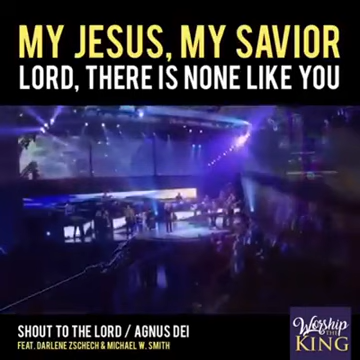 MY JESUS, MY SAVIOR
LORD, THERE IS NONE LIKE YOU
SHOUT TO THE LORD / AGNUS DEI
FEAT. DARLENE ZSCHECH & MICHAEL W. SMITH
Worship
THE
KING